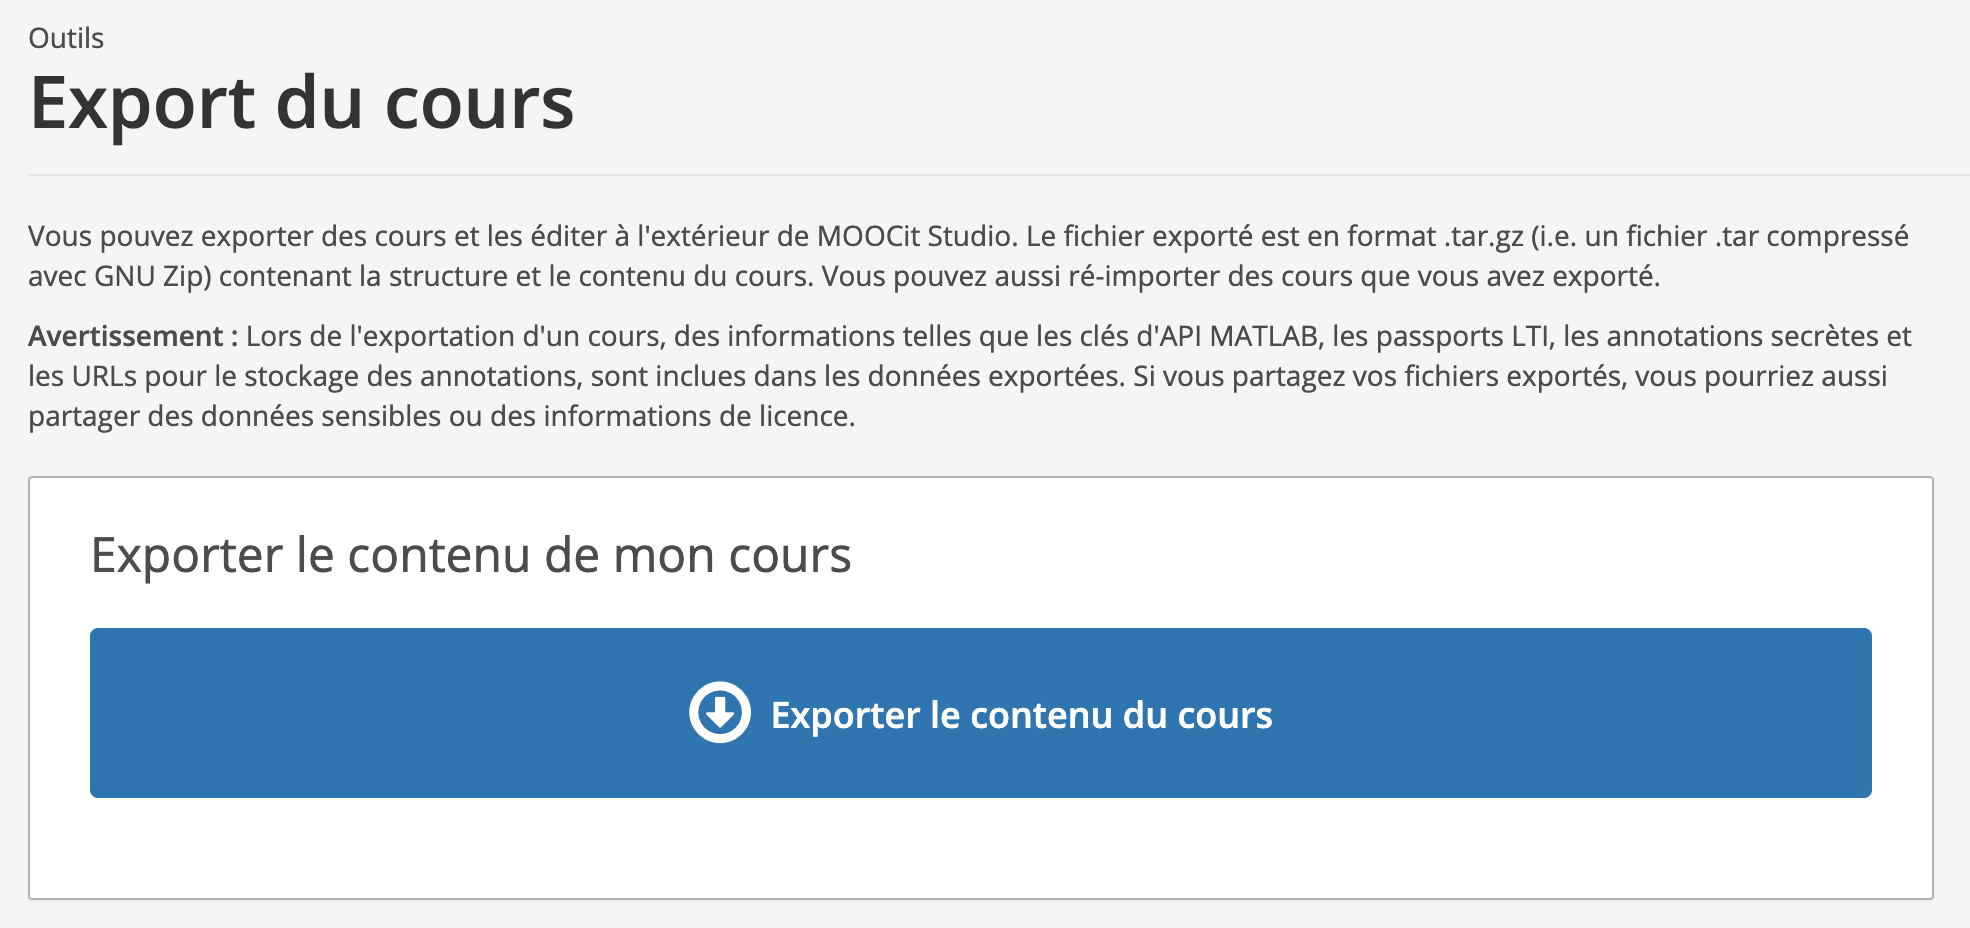 Outils
Export du cours
Vous pouvez exporter des cours et les éditer à l'extérieur de MOOCit Studio. Le fichier exporté est en format .tar.gz (i.e. un fichier .tar compressé
avec GNU Zip) contenant la structure et le contenu du cours. Vous pouvez aussi ré-importer des cours que vous avez exporté.
Avertissement : Lors de l'exportation d'un cours, des informations telles que les clés d'API MATLAB, les passports LTI, les annotations secrètes et
les URLs pour le stockage des annotations, sont inclues dans les données exportées. Si vous partagez vos fichiers exportés, vous pourriez aussi
partager des données sensibles ou des informations de licence.
Exporter le contenu de mon cours
Exporter le contenu du cours